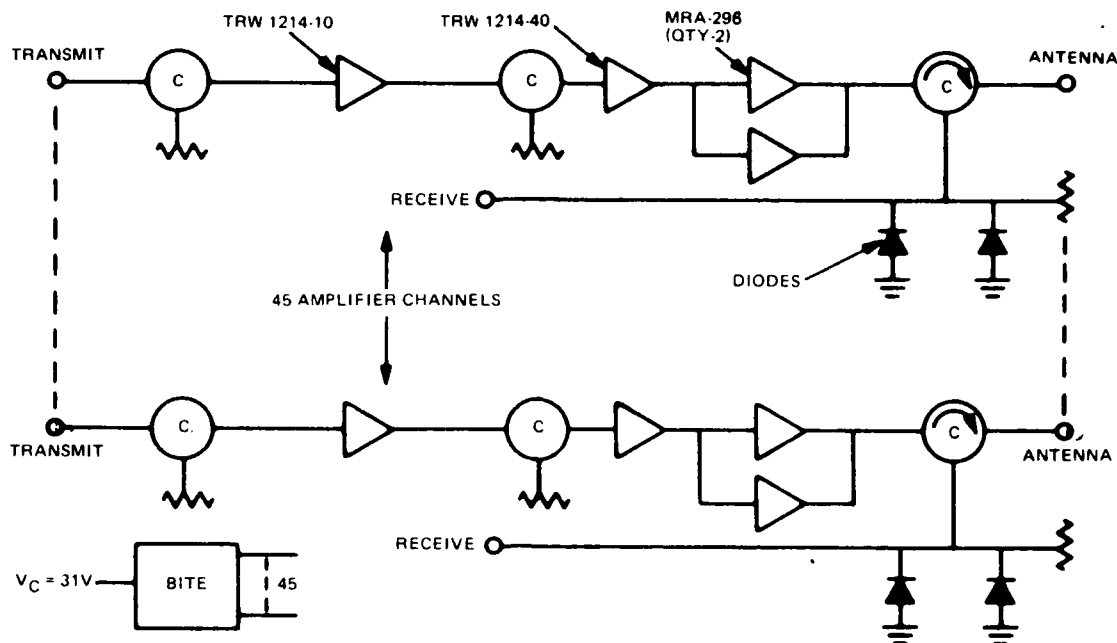 TRW 1214-10
TRW 1214-40
MRA-296
(QTY-2)
TRANSMIT
ANTENNA
C
C
C
RECEIVE
DIODES
45 AMPLIFIER CHANNELS
C.
C
C
TRANSMIT
ANTENNA
RECEIVE
VC = 31V
BITE
45